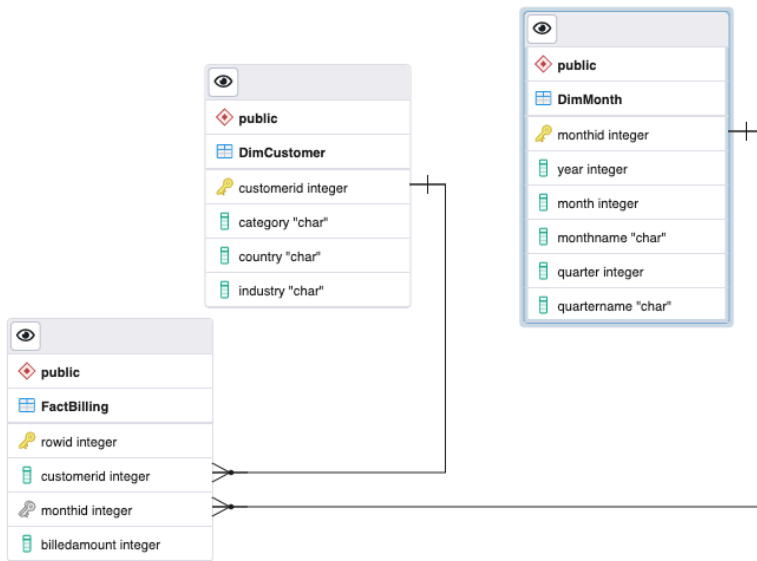 public
DimCustomer
customerid integer
category "char"
country "char"
industry "char"
public
DimMonth
monthid integer
year integer
month integer
monthname "char"
quarter integer
quartername "char"
public
FactBilling
rowid integer
customerid integer
monthid integer
billedamount integer